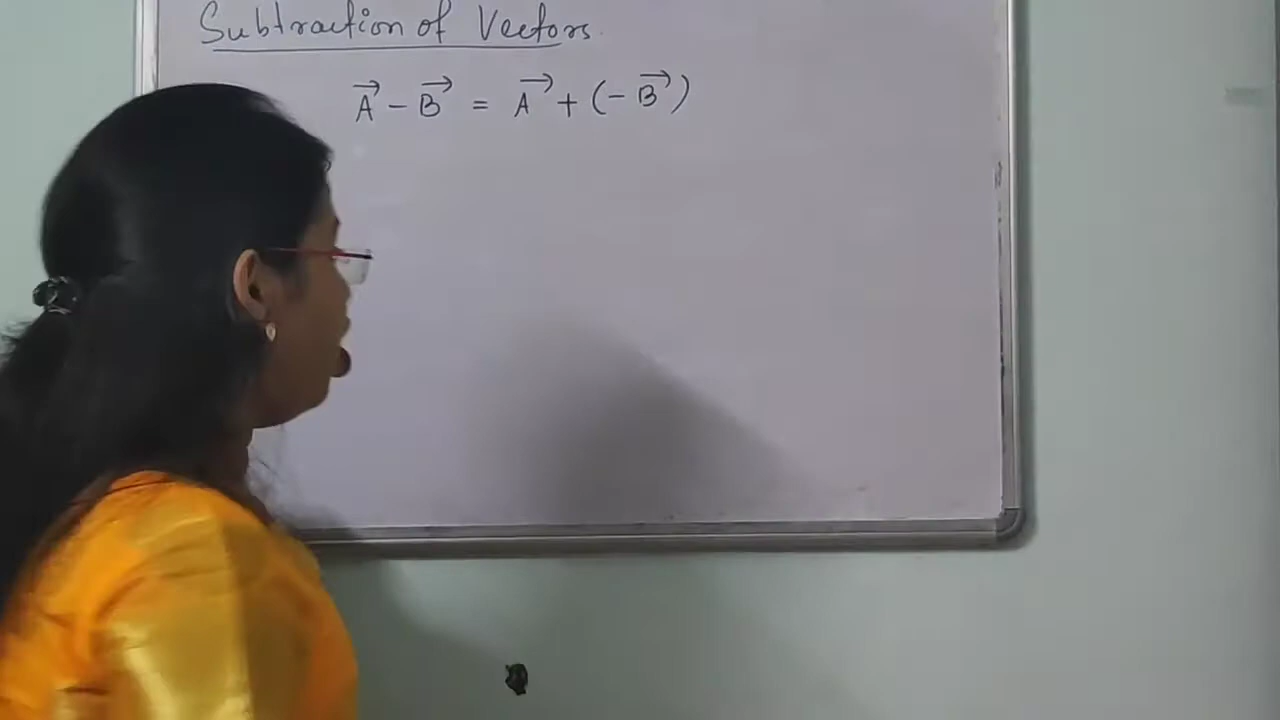 Subtraction of Vectors.
A⃗ - B⃗ = A⃗ + (- B⃗)